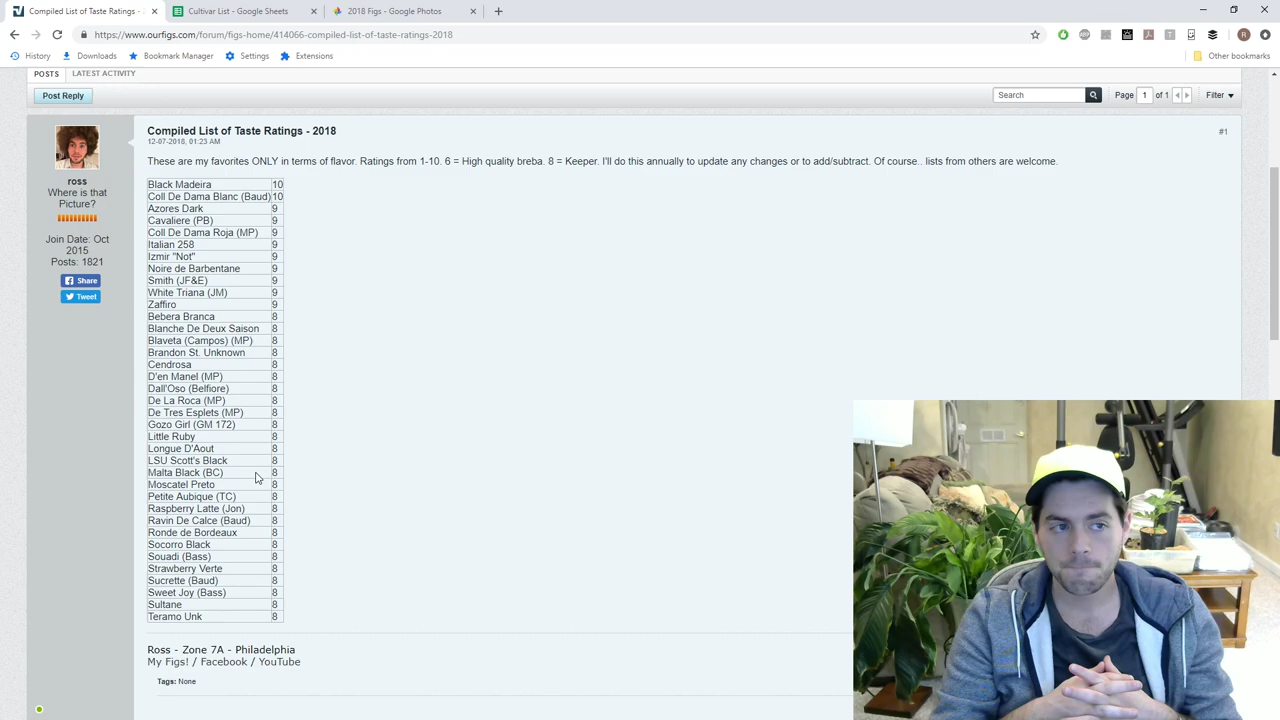 Compiled List of Taste Ratings -
Cultivar List - Google Sheets
2018 Figs - Google Photos
https://www.ourfigs.com/forum/figs-home/414066-compiled-list-of-taste-ratings-2018
History
Downloads
Bookmark Manager
Settings
Extensions
Other bookmarks
POSTS
LATEST ACTIVITY
Post Reply
Search
Page 1 of 1
Filter
Compiled List of Taste Ratings - 2018
#1
12-07-2018, 01:23 AM
These are my favorites ONLY in terms of flavor. Ratings from 1-10. 6 = High quality breba. 8 = Keeper. I'll do this annually to update any changes or to add/subtract. Of course.. lists from others are welcome.
ross
Where is that
Picture?
Join Date: Oct
2015
Posts: 1821
Share
Tweet
Black Madeira 10
Coll De Dama Blanc (Baud) 10
Azores Dark 9
Cavaliere (PB) 9
Coll De Dama Roja (MP) 9
Italian 258 9
Izmir "Not" 9
Noire de Barbentane 9
Smith (JF&E) 9
White Triana (JM) 9
Zaffiro 9
Bebera Branca 8
Blanche De Deux Saison 8
Blaveta (Campos) (MP) 8
Brandon St. Unknown 8
Cendrosa 8
D'en Manel (MP) 8
Dall'Oso (Belfiore) 8
De La Roca (MP) 8
De Tres Esplets (MP) 8
Gozo Girl (GM 172) 8
Little Ruby 8
Longue D'Aout 8
LSU Scott's Black 8
Malta Black (BC) 8
Moscatel Preto 8
Petite Aubique (TC) 8
Raspberry Latte (Jon) 8
Ravin De Calce (Baud) 8
Ronde de Bordeaux 8
Socorro Black 8
Souadi (Bass) 8
Strawberry Verte 8
Sucrette (Baud) 8
Sweet Joy (Bass) 8
Sultane 8
Teramo Unk 8
Ross - Zone 7A - Philadelphia
My Figs! / Facebook / YouTube
Tags: None